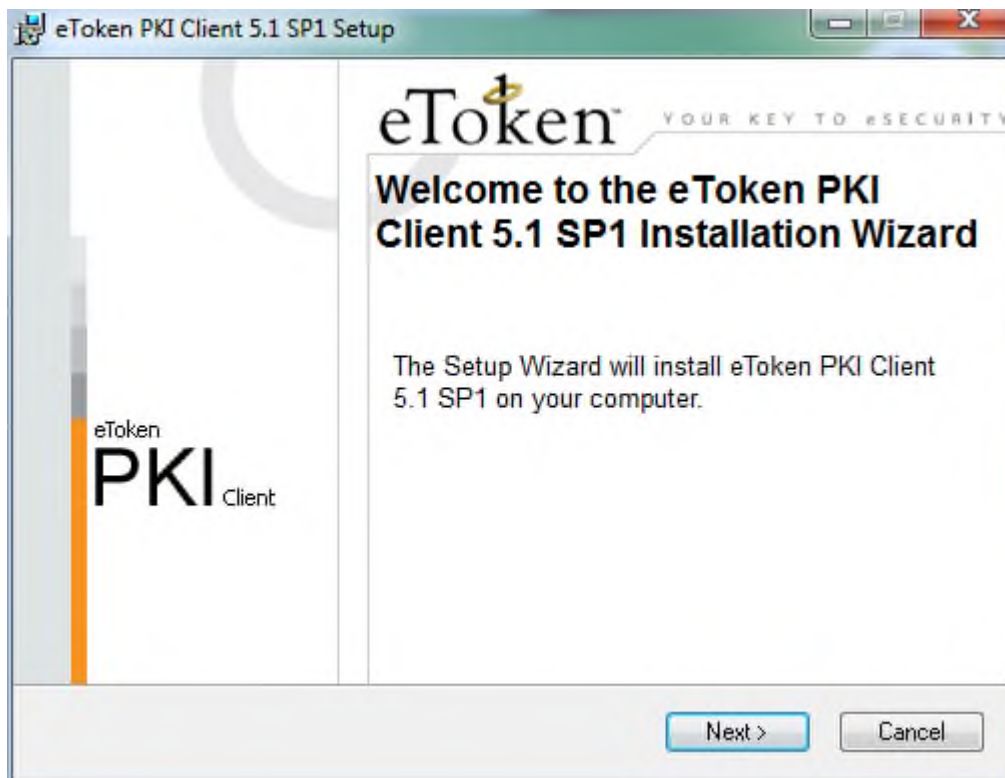 eToken PKI Client 5.1 SP1 Setup
eToken™ YOUR KEY TO eSECURITY
Welcome to the eToken PKI
Client 5.1 SP1 Installation Wizard
The Setup Wizard will install eToken PKI Client
5.1 SP1 on your computer.
eToken
PKI Client
Next >
Cancel